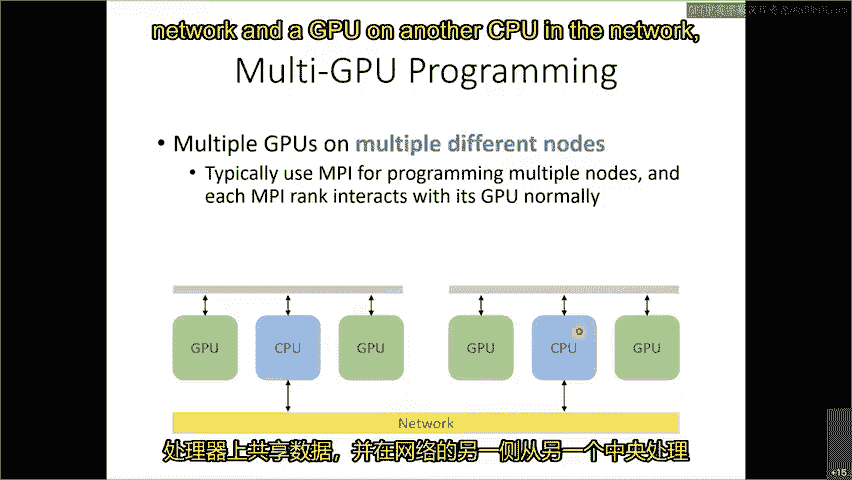 network and a GPU on another CPU in the network,
Multi-GPU Programming
• Multiple GPUs on multiple different nodes
• Typically use MPI for programming multiple nodes, and
each MPI rank interacts with its GPU normally
GPU CPU GPU GPU CPU GPU
Network
处理器上共享数据，并在网络的另一侧从另一个中央处理
+15